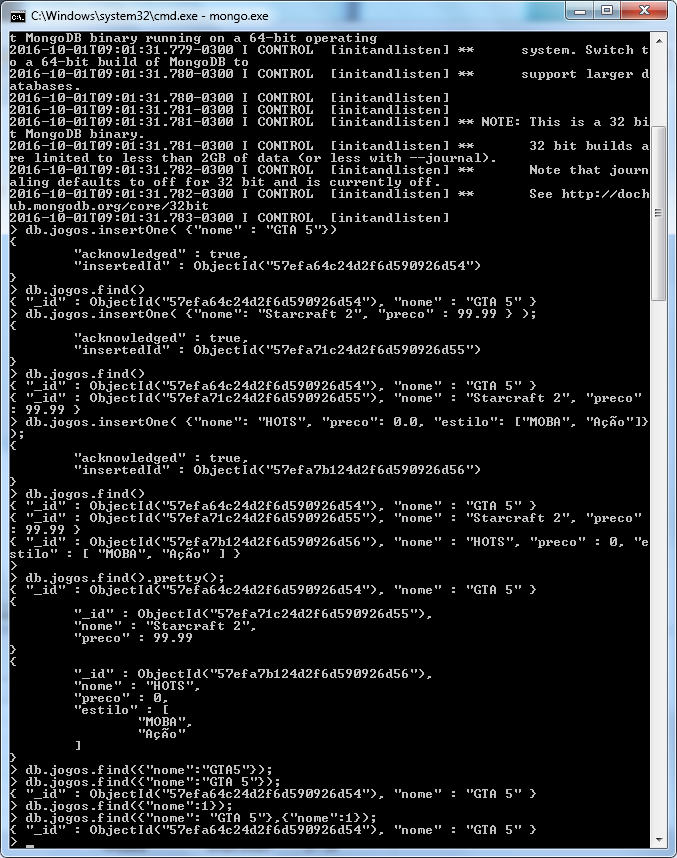 C:\Windows\system32\cmd.exe - mongo.exe
t MongoDB binary running on a 64-bit operating
2016-10-01T09:01:31.779-0300 I CONTROL  [initandlisten] **      system. Switch t
o a 64-bit build of MongoDB to
2016-10-01T09:01:31.780-0300 I CONTROL  [initandlisten] **      support larger d
atabases.
2016-10-01T09:01:31.780-0300 I CONTROL  [initandlisten]
2016-10-01T09:01:31.781-0300 I CONTROL  [initandlisten]
2016-10-01T09:01:31.781-0300 I CONTROL  [initandlisten] ** NOTE: This is a 32 bi
t MongoDB binary.
2016-10-01T09:01:31.781-0300 I CONTROL  [initandlisten] **       32 bit builds a
re limited to less than 2GB of data (or less with --journal).
2016-10-01T09:01:31.782-0300 I CONTROL  [initandlisten] **       Note that journ
aling defaults to off for 32 bit and is currently off.
2016-10-01T09:01:31.782-0300 I CONTROL  [initandlisten] **       See http://doch
ub.mongodb.org/core/32bit
2016-10-01T09:01:31.783-0300 I CONTROL  [initandlisten]
> db.jogos.insertOne( {"nome" : "GTA 5"})
{
        "acknowledged" : true,
        "insertedId" : ObjectId("57efa64c24d2f6d590926d54")
}
> db.jogos.find()
{ "_id" : ObjectId("57efa64c24d2f6d590926d54"), "nome" : "GTA 5" }
> db.jogos.insertOne( {"nome": "Starcraft 2", "preco" : 99.99 } );
{
        "acknowledged" : true,
        "insertedId" : ObjectId("57efa71c24d2f6d590926d55")
}
> db.jogos.find()
{ "_id" : ObjectId("57efa64c24d2f6d590926d54"), "nome" : "GTA 5" }
{ "_id" : ObjectId("57efa71c24d2f6d590926d55"), "nome" : "Starcraft 2", "preco"
: 99.99 }
> db.jogos.insertOne( {"nome": "HOTS", "preco": 0.0, "estilo": ["MOBA", "Ação"]}
);
{
        "acknowledged" : true,
        "insertedId" : ObjectId("57efa7b124d2f6d590926d56")
}
> db.jogos.find()
{ "_id" : ObjectId("57efa64c24d2f6d590926d54"), "nome" : "GTA 5" }
{ "_id" : ObjectId("57efa71c24d2f6d590926d55"), "nome" : "Starcraft 2", "preco"
: 99.99 }
{ "_id" : ObjectId("57efa7b124d2f6d590926d56"), "nome" : "HOTS", "preco" : 0, "e
stilo" : [ "MOBA", "Ação" ] }
>
> db.jogos.find().pretty();
{ "_id" : ObjectId("57efa64c24d2f6d590926d54"), "nome" : "GTA 5" }
{
        "_id" : ObjectId("57efa71c24d2f6d590926d55"),
        "nome" : "Starcraft 2",
        "preco" : 99.99
}
{
        "_id" : ObjectId("57efa7b124d2f6d590926d56"),
        "nome" : "HOTS",
        "preco" : 0,
        "estilo" : [
                "MOBA",
                "Ação"
        ]
}
> db.jogos.find({"nome":"GTA5"});
> db.jogos.find({"nome":"GTA 5"});
{ "_id" : ObjectId("57efa64c24d2f6d590926d54"), "nome" : "GTA 5" }
> db.jogos.find({"nome":1});
> db.jogos.find({"nome": "GTA 5"},{"nome":1});
{ "_id" : ObjectId("57efa64c24d2f6d590926d54"), "nome" : "GTA 5" }
> _